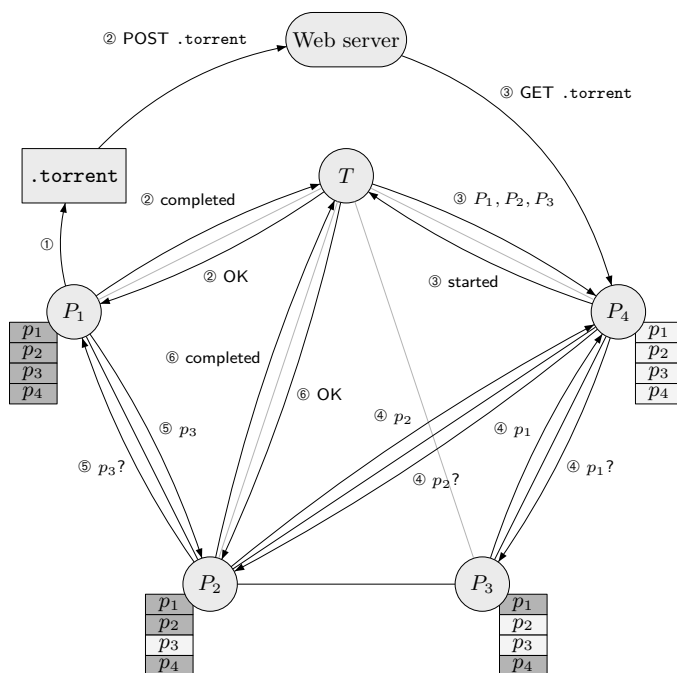 ② POST .torrent
Web server
③ GET .torrent
.torrent
T
② completed
③ P₁, P₂, P₃
①
② OK
③ started
P₁
P₄
p₁
p₂
p₃
p₄
p₁
p₂
p₃
p₄
⑥ completed
⑥ OK
⑤ p₃
④ p₂
④ p₁
⑤ p₃?
④ p₂?
④ p₁?
P₂
P₃
p₁
p₂
p₃
p₄
p₁
p₂
p₃
p₄